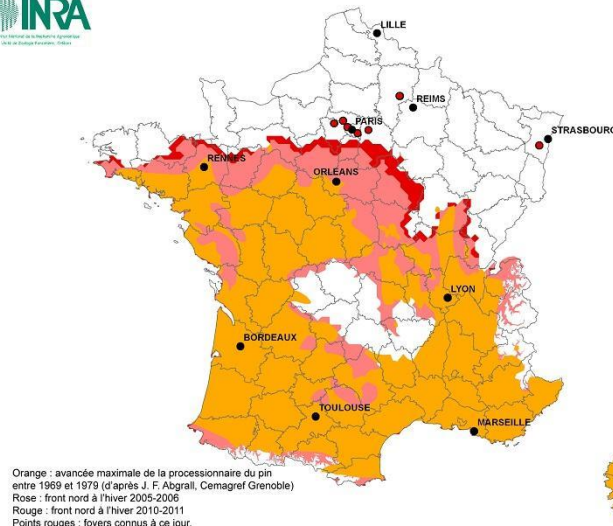 INRA
LILLE
REIMS
PARIS
STRASBOURG
RENNES
ORLEANS
LYON
BORDEAUX
TOULOUSE
MARSEILLE
Orange : avancée maximale de la processionnaire du pin
entre 1969 et 1979 (d'après J. F. Abgrall, Cemagref Grenoble)
Rose : front nord à l'hiver 2005-2006
Rouge : front nord à l'hiver 2010-2011
Points rouges : foyers connus à ce jour.